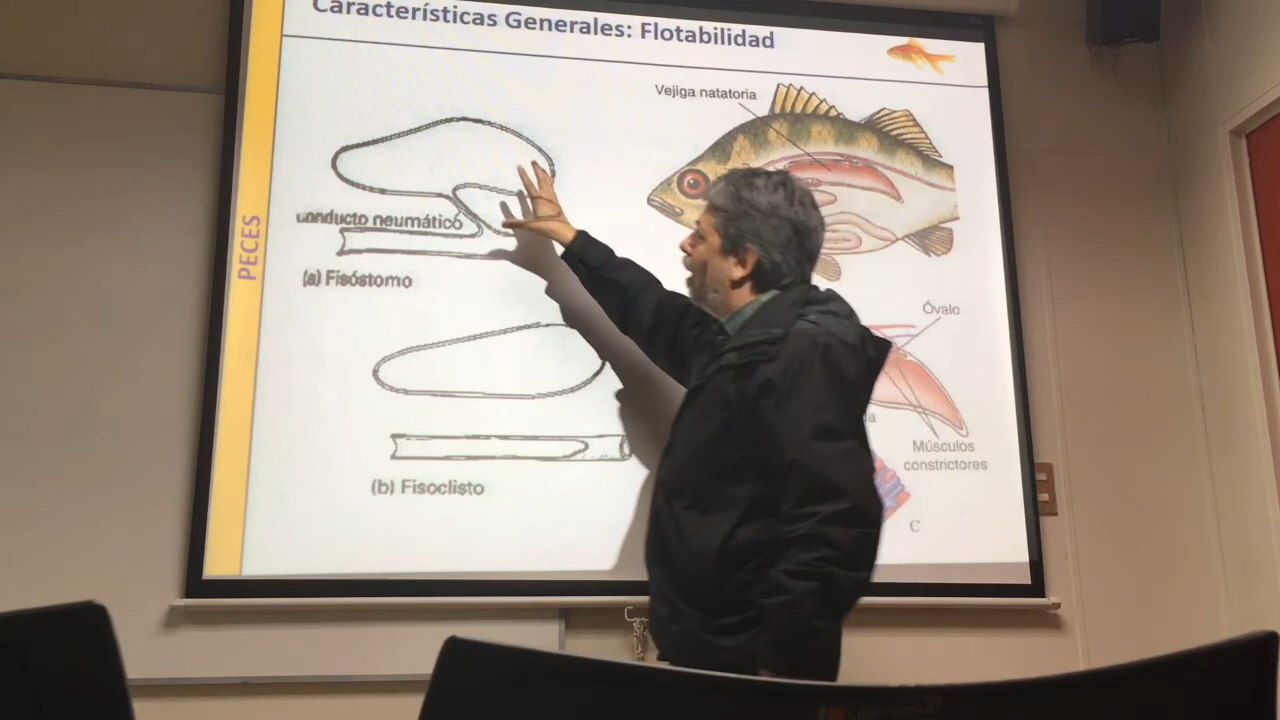 Características Generales: Flotabilidad
PECES
Vejiga natatoria
conducto neumático
(a) Fisóstomo
Óvalo
Músculos
constrictores
(b) Fisoclisto
C